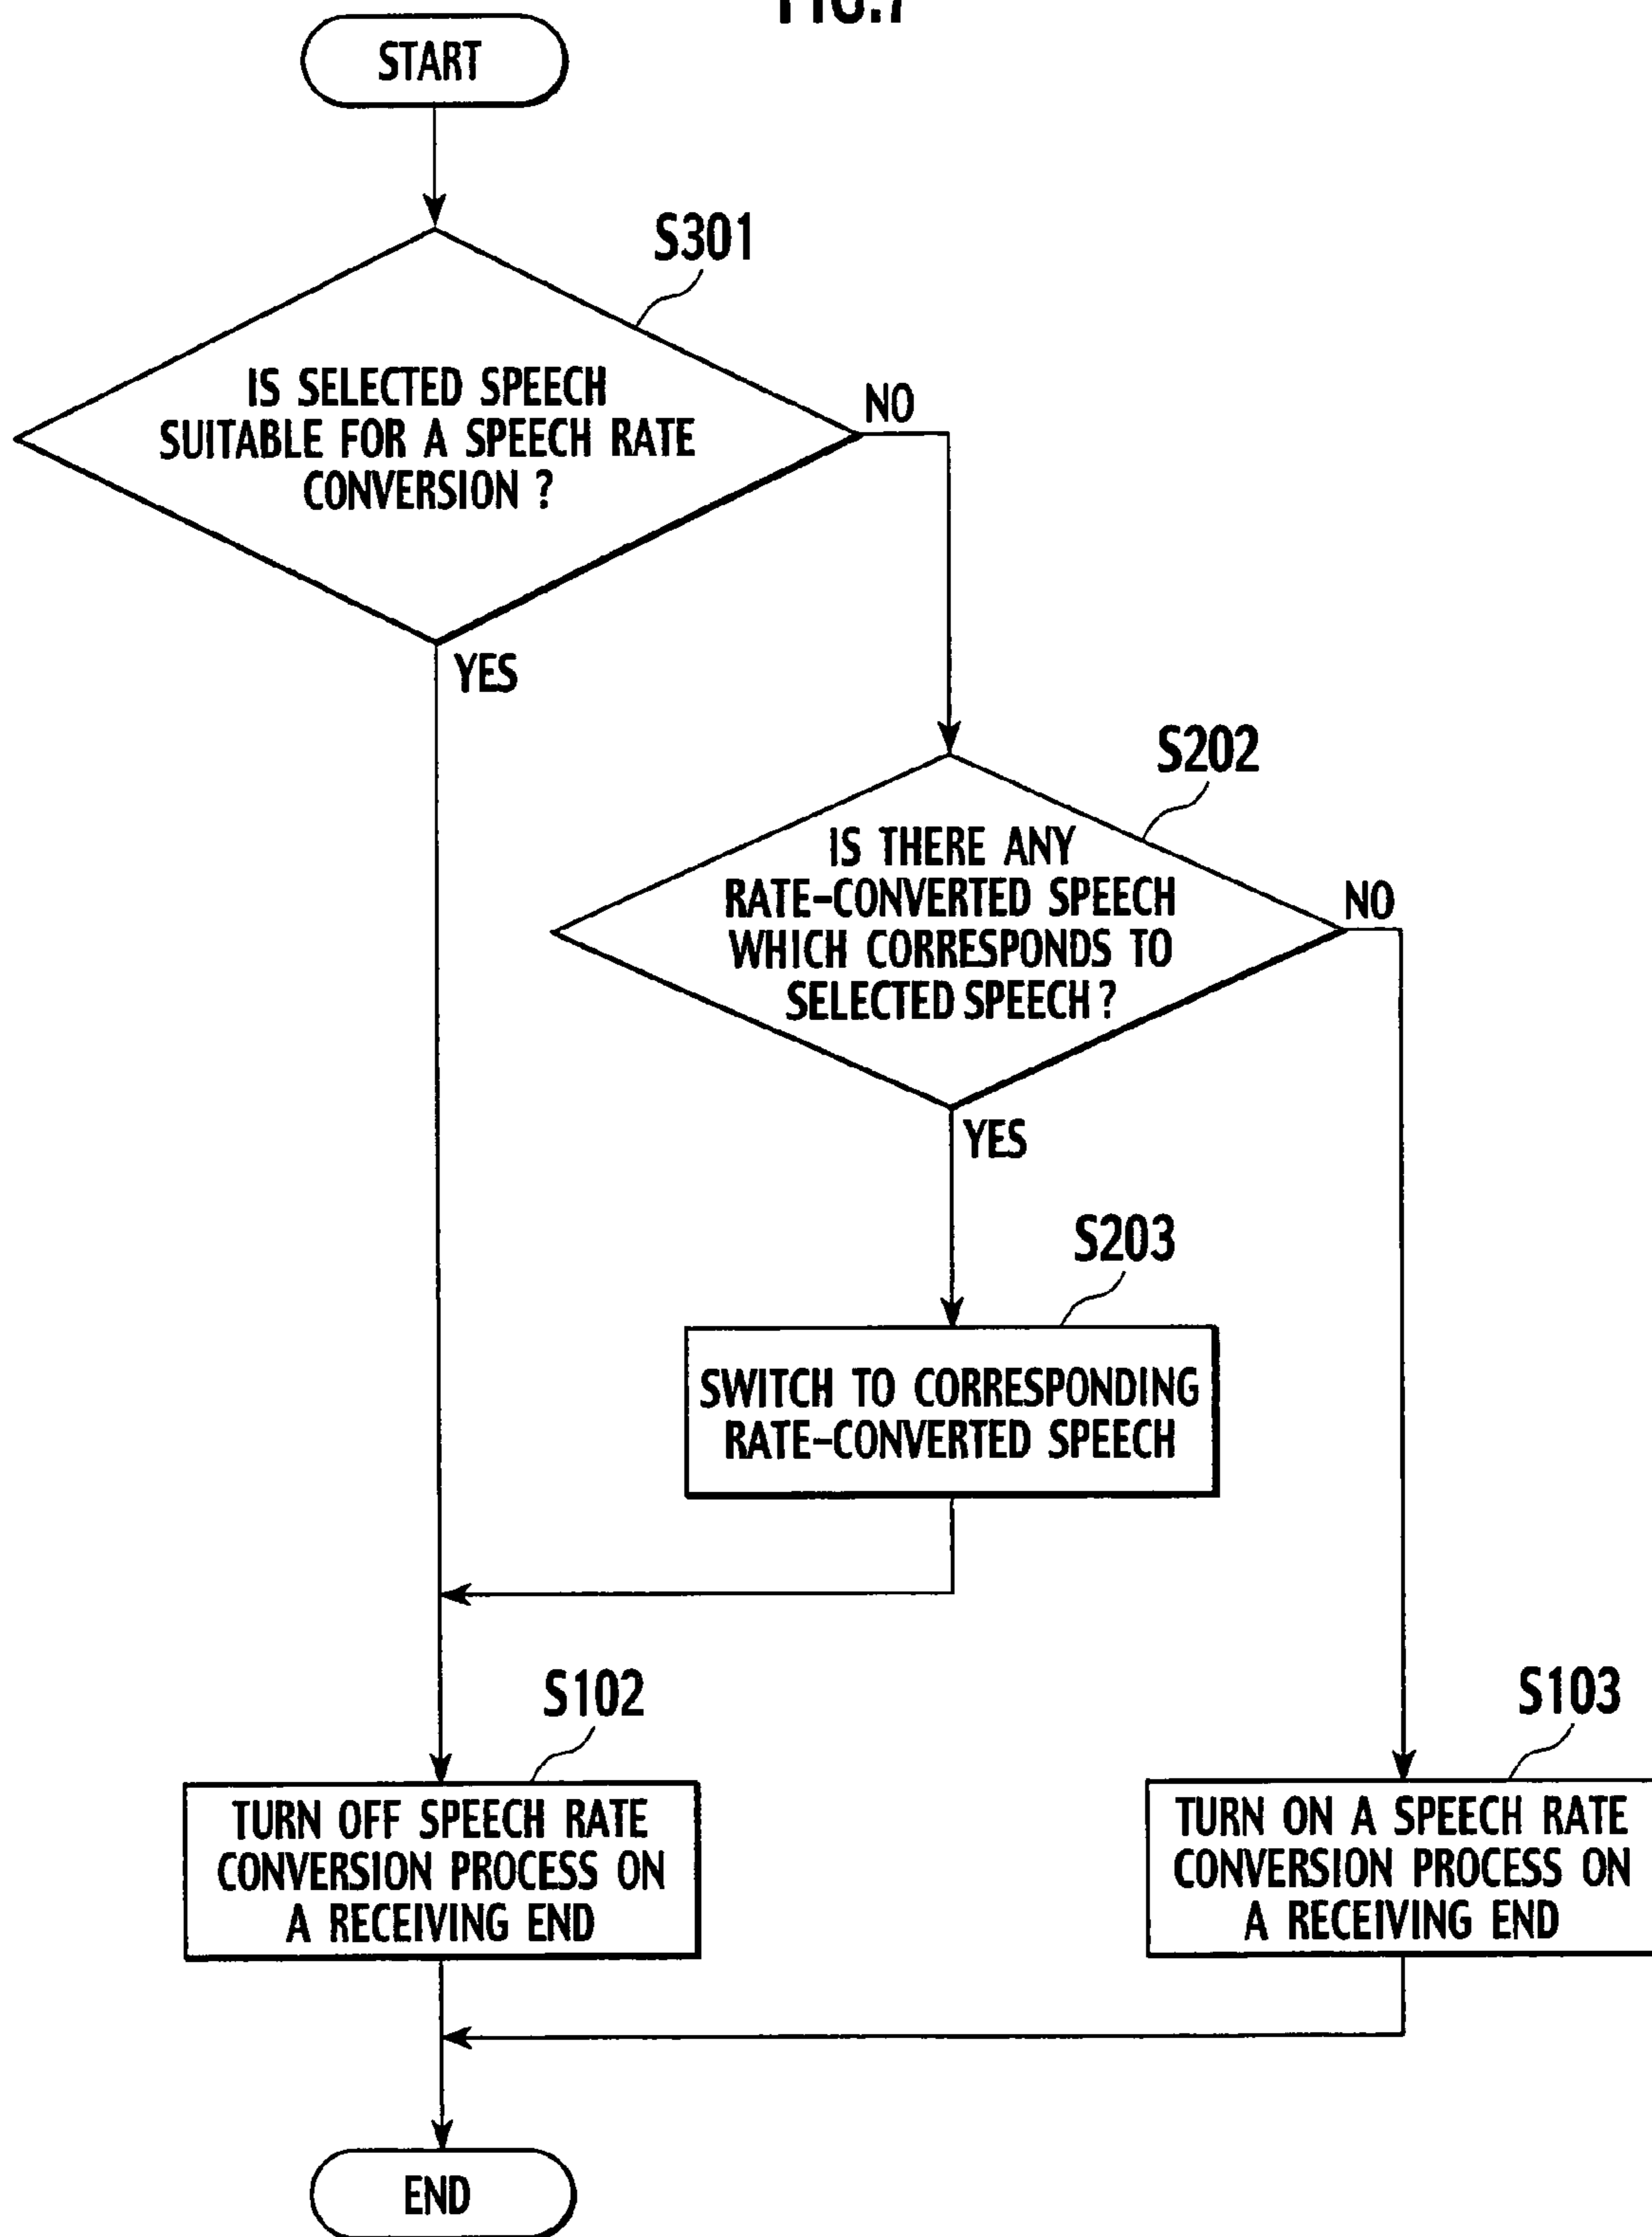 FIG.7
START
S301
IS SELECTED SPEECH
SUITABLE FOR A SPEECH RATE
CONVERSION ?
NO
YES
S202
IS THERE ANY
RATE-CONVERTED SPEECH
WHICH CORRESPONDS TO
SELECTED SPEECH ?
NO
YES
S203
SWITCH TO CORRESPONDING
RATE-CONVERTED SPEECH
S102
TURN OFF SPEECH RATE
CONVERSION PROCESS ON
A RECEIVING END
S103
TURN ON A SPEECH RATE
CONVERSION PROCESS ON
A RECEIVING END
END